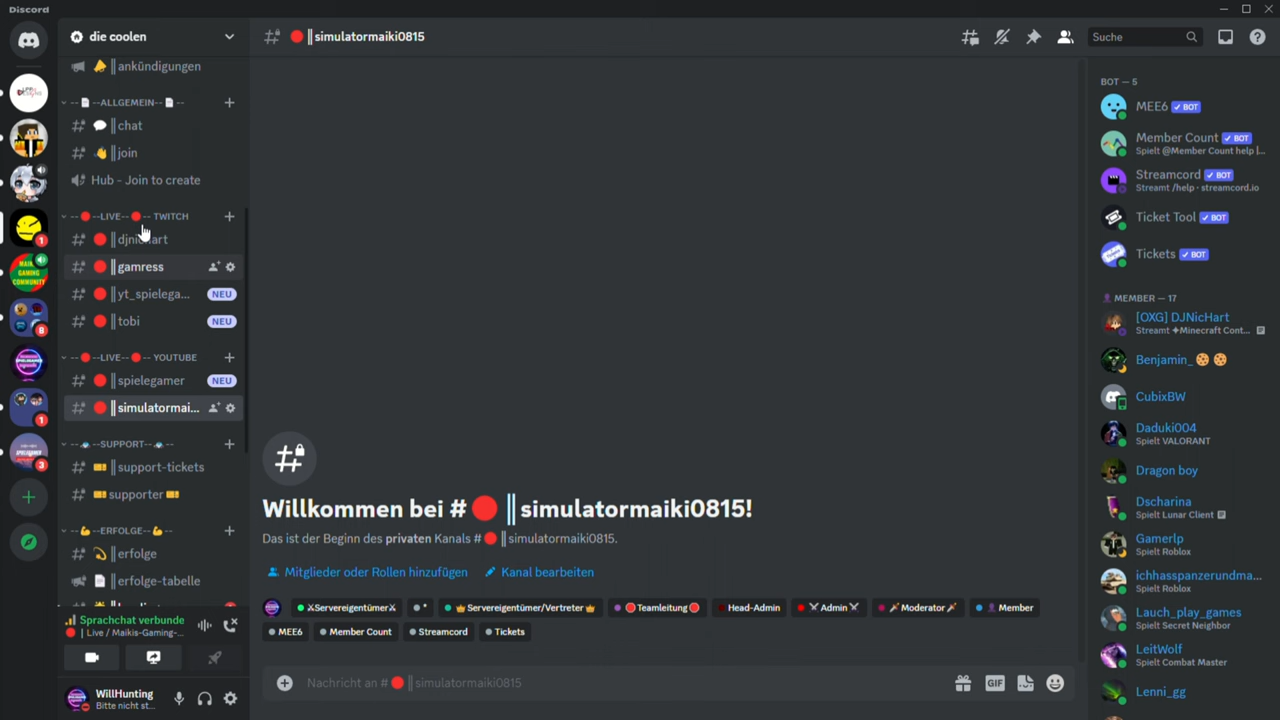 Discord
die coolen
ankündigungen
-- --ALLGEMEIN-- --
chat
join
Hub - Join to create
-- --LIVE-- -- TWITCH
gamress
yt_spielega... NEU
tobi NEU
-- --LIVE-- -- YOUTUBE
spielegamer NEU
simulatormai...
-- --SUPPORT-- --
support-tickets
supporter
-- --ERFOLGE-- --
erfolge
erfolge-tabelle
Sprachchat verbunde
| Live / Maikis-Gaming-...
WillHunting
Bitte nicht st...
simulatormaiki0815
Suche
Willkommen bei # simulatormaiki0815!
Das ist der Beginn des privaten Kanals # simulatormaiki0815.
Mitglieder oder Rollen hinzufügen Kanal bearbeiten
Servereigentümer * Servereigentümer/Vertreter Teamleitung Head-Admin Admin Moderator Member
MEE6 Member Count Streamcord Tickets
Nachricht an # simulatormaiki0815
GIF
BOT — 5
MEE6 BOT
Member Count BOT
Spielt @Member Count help |...
Streamcord BOT
Streamt /help · streamcord.io
Ticket Tool BOT
Tickets BOT
MEMBER — 17
[OXG] DJNicHart
Streamt ✦Minecraft Cont...
Benjamin_
CubixBW
Daduki004
Spielt VALORANT
Dragon boy
Dscharina
Spielt Lunar Client
Gamerlp
Spielt Roblox
ichhasspanzerundma...
Spielt Roblox
Lauch_play_games
Spielt Secret Neighbor
LeitWolf
Spielt Combat Master
Lenni_gg